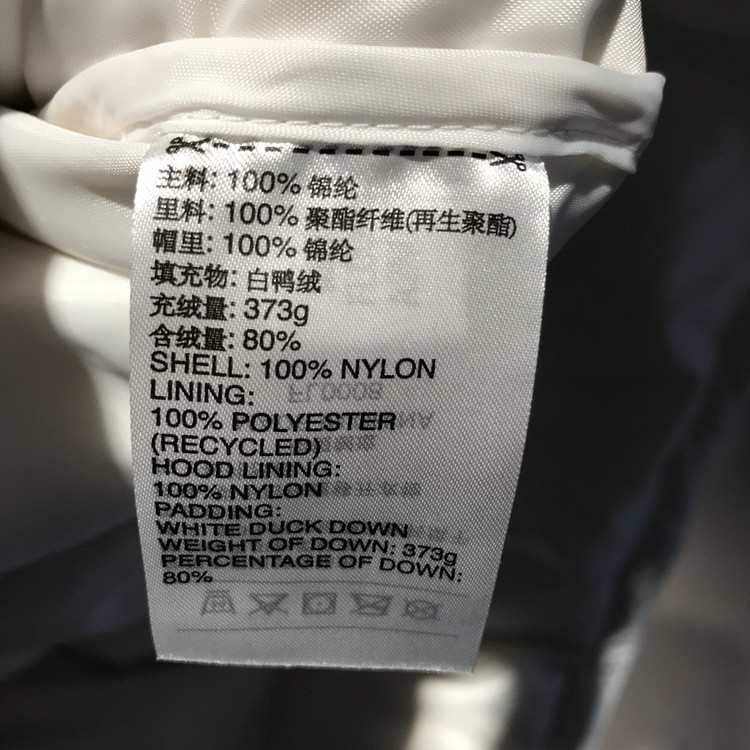 主料: 100% 锦纶
里料: 100% 聚酯纤维(再生聚酯)
帽里: 100% 锦纶
填充物: 白鸭绒
充绒量: 373g
含绒量: 80%
SHELL: 100% NYLON
LINING:
100% POLYESTER
(RECYCLED)
HOOD LINING:
100% NYLON
PADDING:
WHITE DUCK DOWN
WEIGHT OF DOWN: 373g
PERCENTAGE OF DOWN:
80%